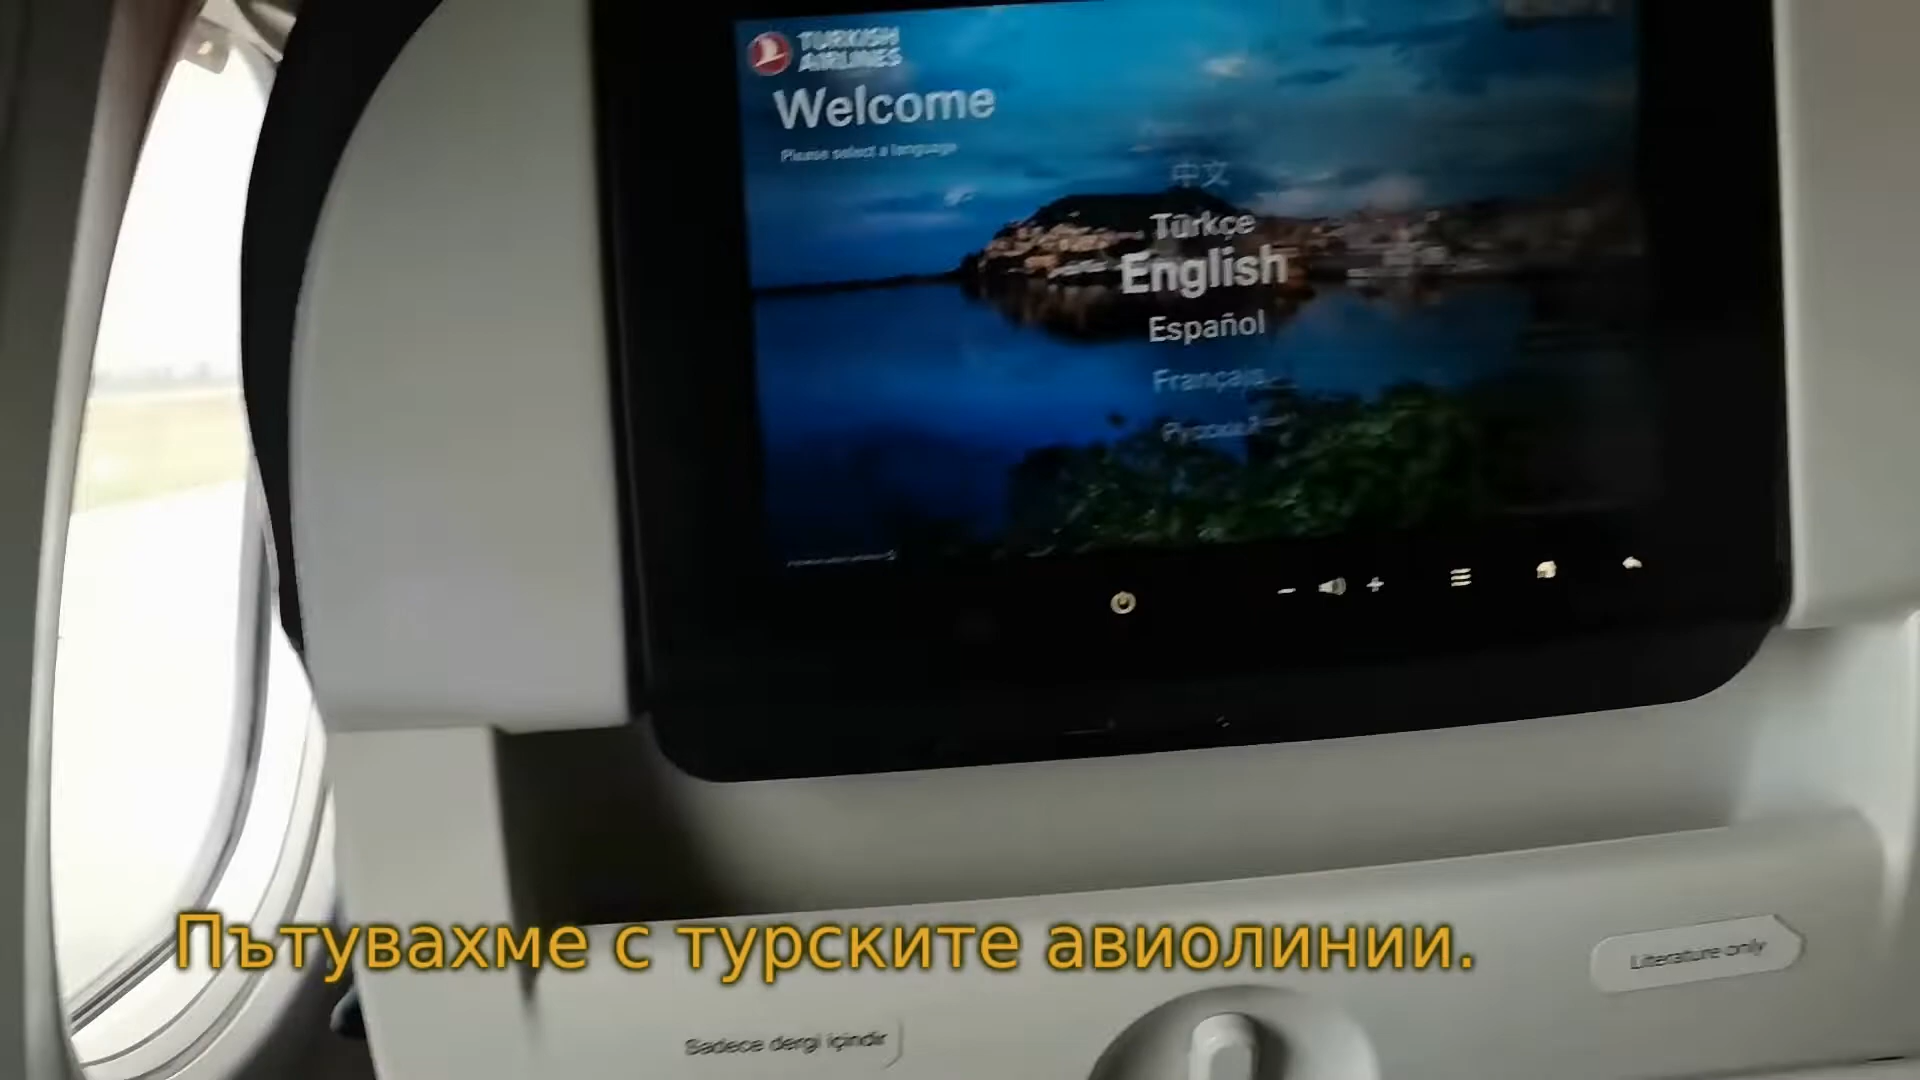 TURKISH
AIRLINES
Welcome
Please select a language
中文
Türkçe
English
Español
Français
Русский
Пътувахме с турските авиолинии.
Literature only
Sadece dergi içindir